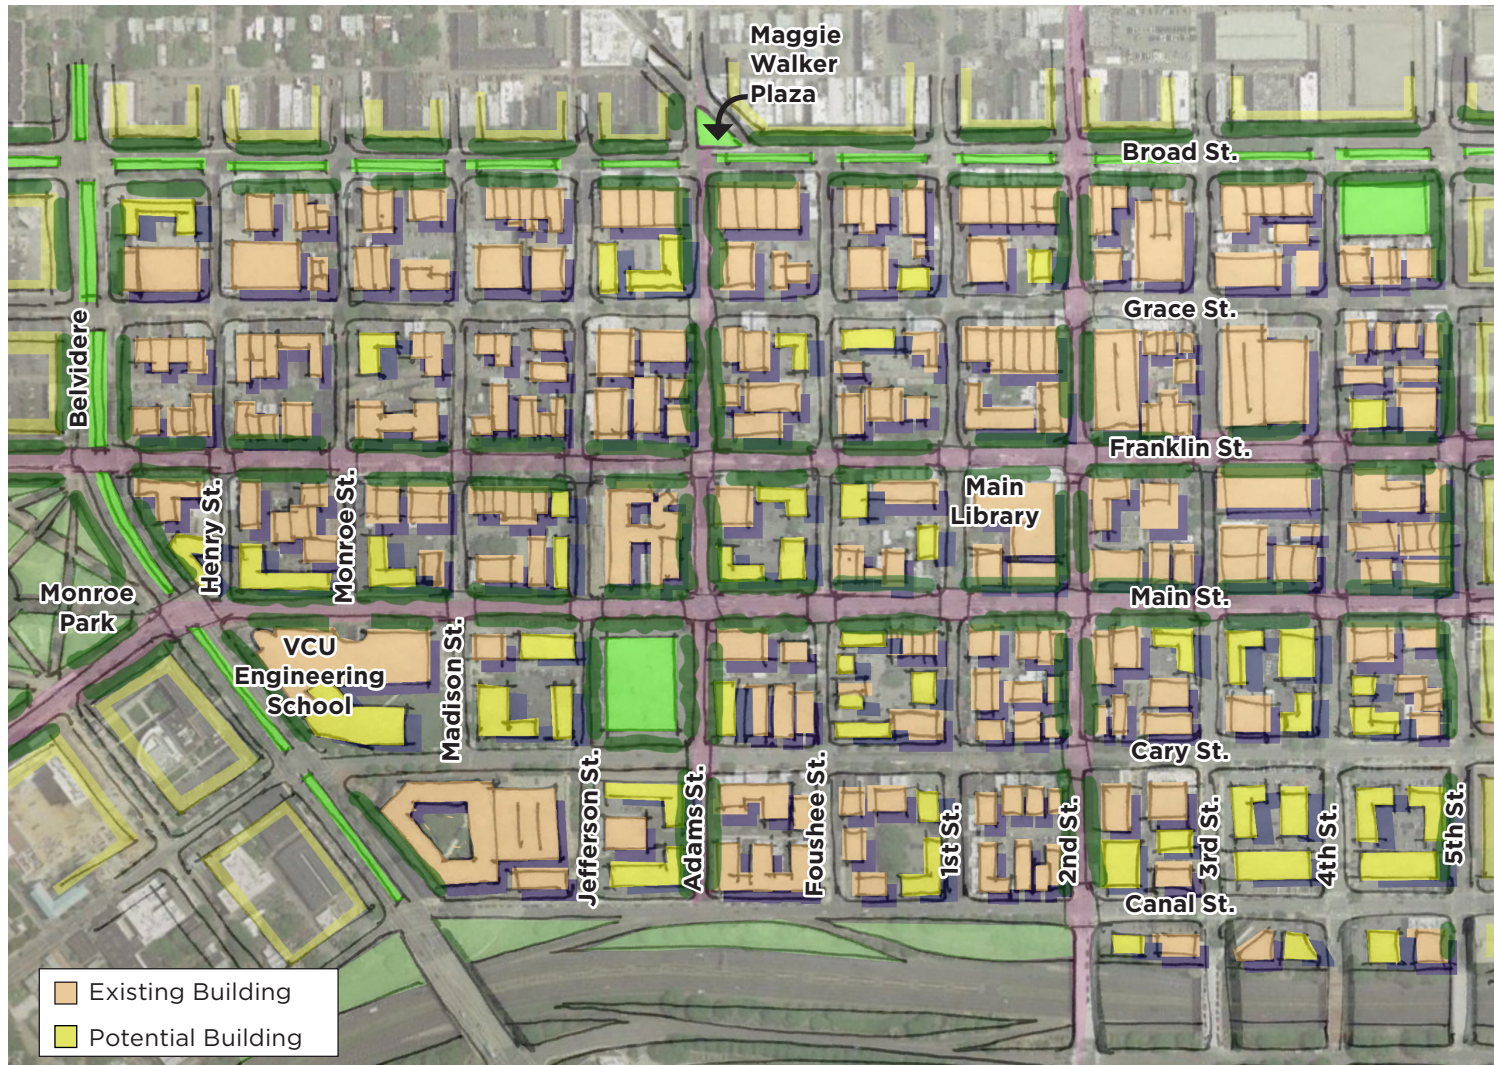 Maggie
Walker
Plaza
Broad St.
Grace St.
Belvidere
Franklin St.
Henry St.
Monroe St.
Main
Library
Monroe
Park
Main St.
VCU
Engineering
School
Madison St.
Cary St.
Jefferson St.
Adams St.
Foushee St.
1st St.
2nd St.
3rd St.
4th St.
5th St.
Canal St.
Existing Building
Potential Building